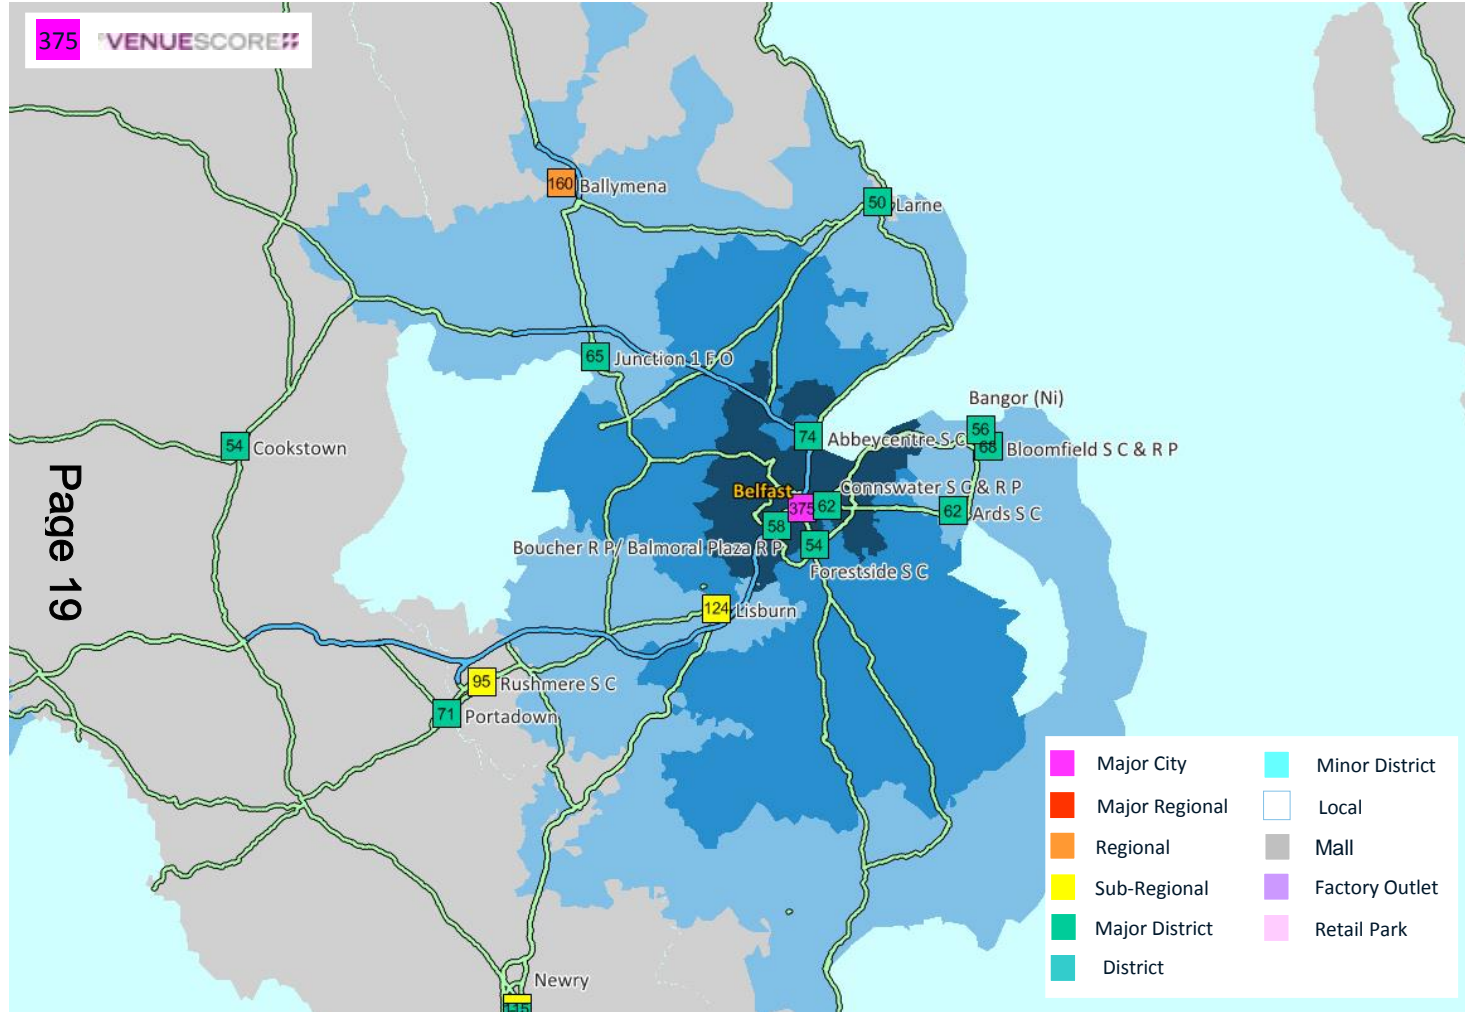 375 VENUESCORE
160 Ballymena
50 Larne
65 Junction 1 F O
Bangor (Ni)
56
68 Bloomfield S C & R P
74 Abbeycentre S C
54 Cookstown
Belfast
Connswater S C & R P
375 62
62 Ards S C
58
Boucher R P/ Balmoral Plaza R P
54
Forestside S C
124 Lisburn
95 Rushmere S C
71 Portadown
Newry
115
Page 19
Major City
Major Regional
Regional
Sub-Regional
Major District
District
Minor District
Local
Mall
Factory Outlet
Retail Park